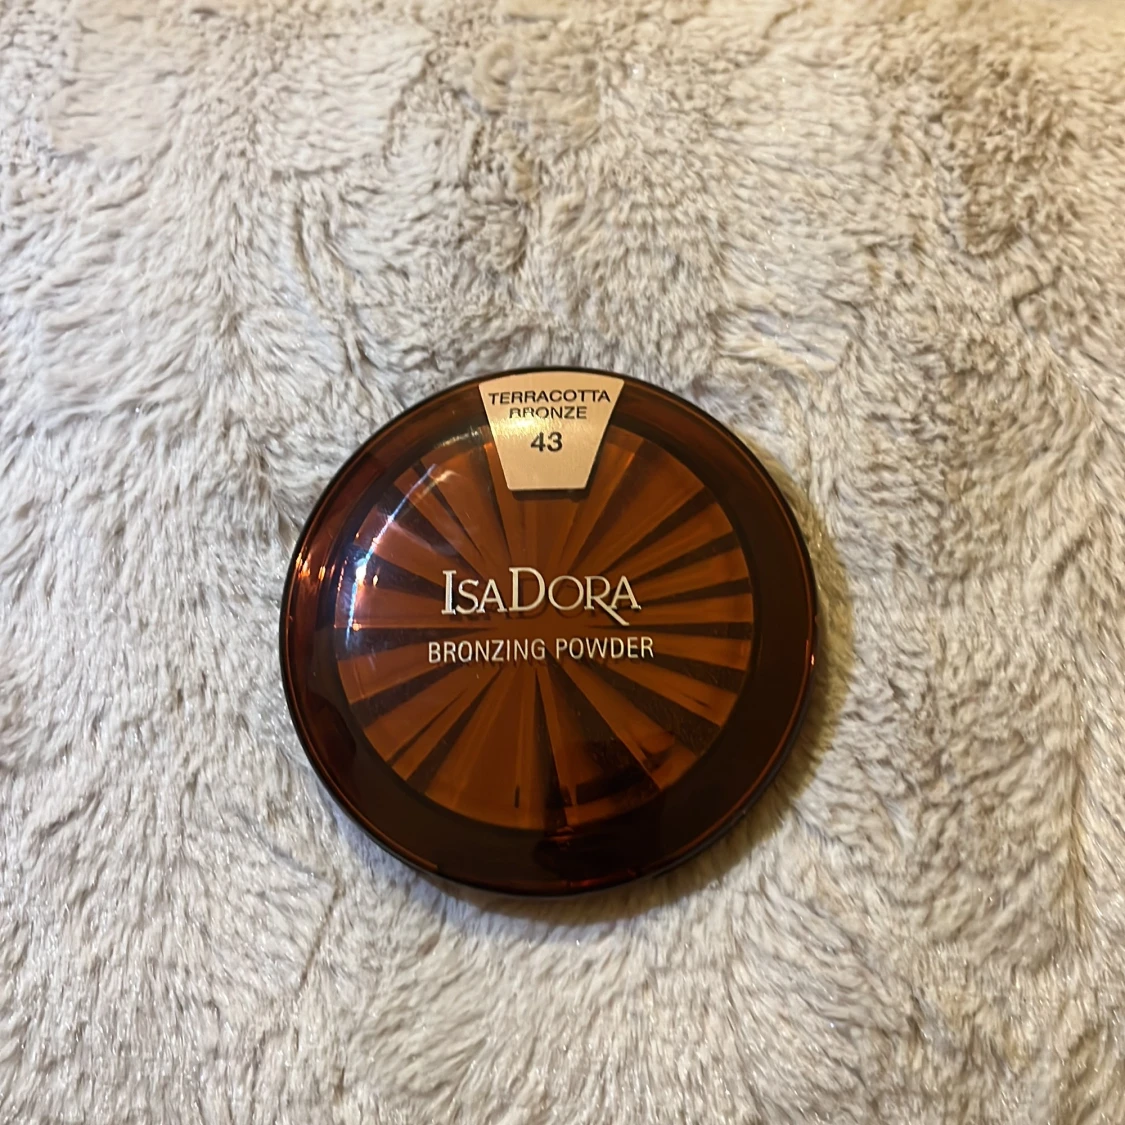 TERRACOTTA
BRONZE
43
ISADORA
BRONZING POWDER